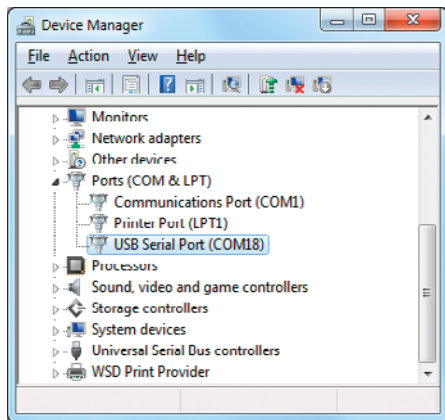 Device Manager
File Action View Help
Monitors
Network adapters
Other devices
Ports (COM & LPT)
Communications Port (COM1)
Printer Port (LPT1)
USB Serial Port (COM18)
Processors
Sound, video and game controllers
Storage controllers
System devices
Universal Serial Bus controllers
WSD Print Provider